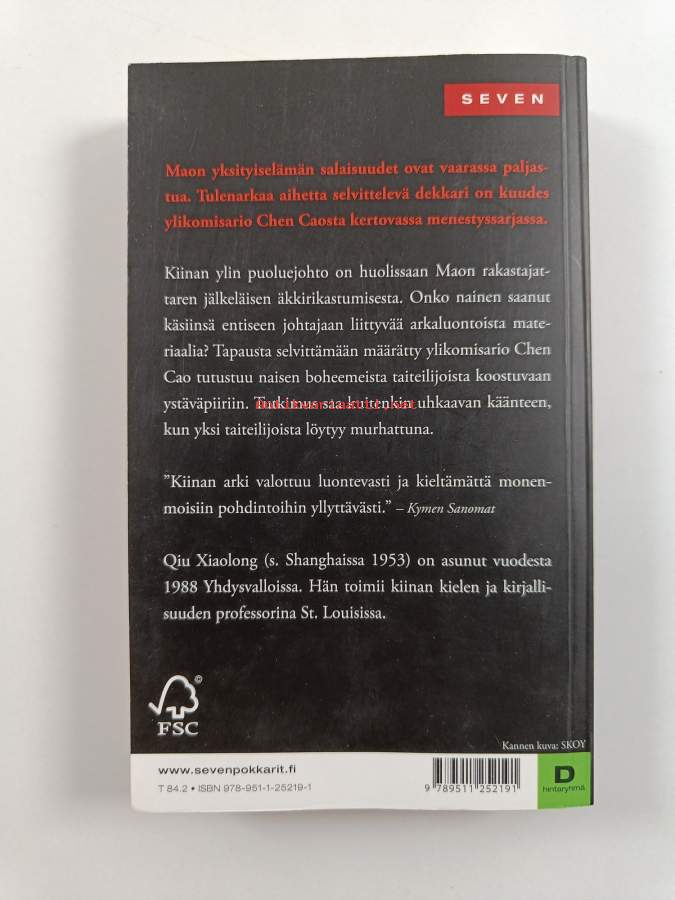 SEVEN
Maon yksityiselämän salaisuudet ovat vaarassa paljas-
tua. Tulenarkaa aihetta selvittelevä dekkari on kuudes
ylikomisario Chen Caosta kertovassa menestyssarjassa.
Kiinan ylin puoluejohto on huolissaan Maon rakastajat-
taren jälkeläisen äkkirikastumisesta. Onko nainen saanut
käsiinsä entiseen johtajaan liittyvää arkaluontoista mate-
riaalia? Tapausta selvittämään määrätty ylikomisario Chen
Cao tutustuu naisen boheemeista taiteilijoista koostuvaan
ystäväpiiriin. Tutkimus saa kuitenkin uhkaavan käänteen,
kun yksi taiteilijoista löytyy murhattuna.
”Kiinan arki valottuu luontevasti ja kieltämättä monen-
moisiin pohdintoihin yllyttävästi.” – Kymen Sanomat
Qiu Xiaolong (s. Shanghaissa 1953) on asunut vuodesta
1988 Yhdysvalloissa. Hän toimii kiinan kielen ja kirjalli-
suuden professorina St. Louisissa.
©
FSC
Kannen kuva: SKOY
www.sevenpokkarit.fi
T 84.2 • ISBN 978-951-1-25219-1
9 789511 252191
D
hintaryhmä